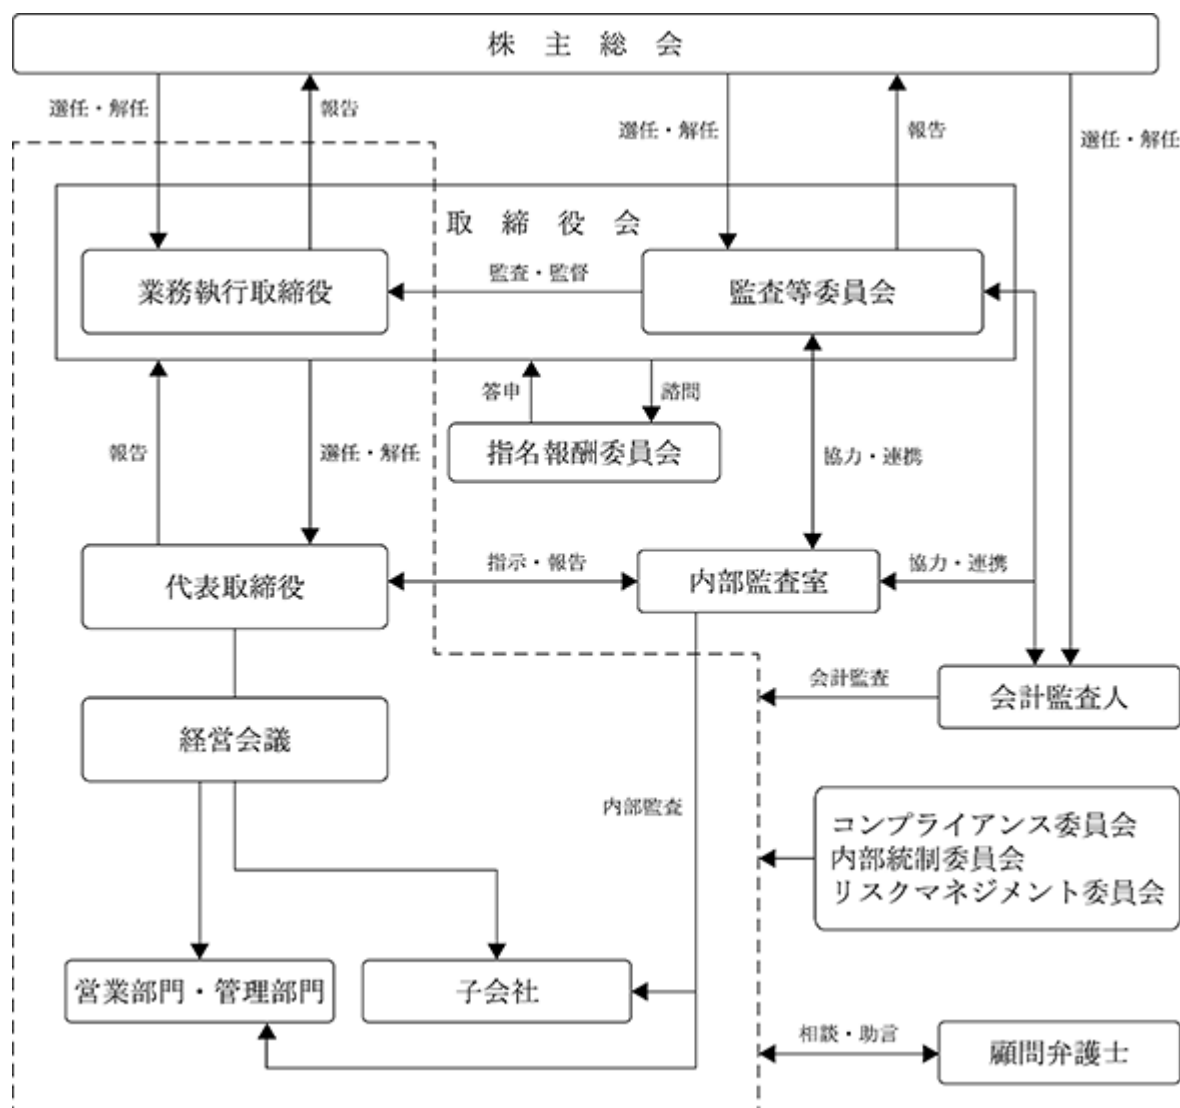 株主総会
選任・解任
報告
選任・解任
報告
選任・解任
取締役会
業務執行取締役
監査・監督
監査等委員会
答申
諮問
報告
選任・解任
指名報酬委員会
協力・連携
代表取締役
指示・報告
内部監査室
協力・連携
会計監査
会計監査人
経営会議
内部監査
コンプライアンス委員会
内部統制委員会
リスクマネジメント委員会
営業部門・管理部門
子会社
相談・助言
顧問弁護士